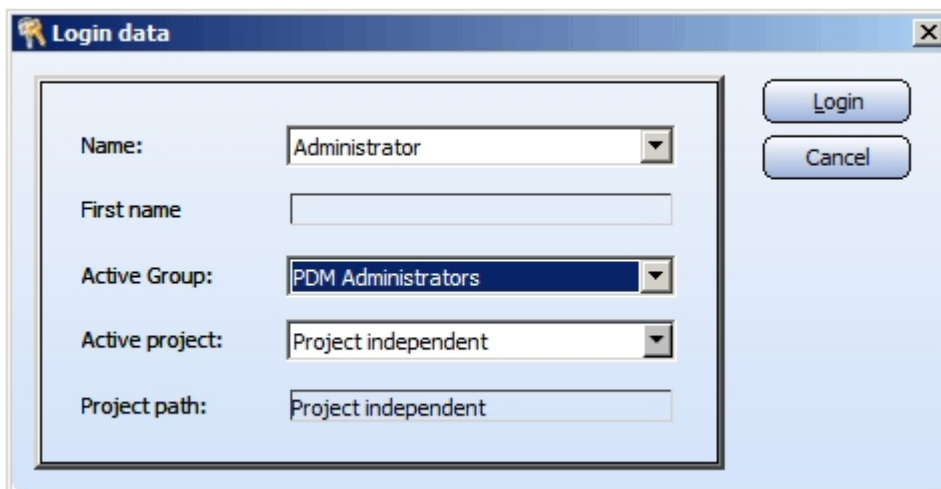 Login data
Name: Administrator
First name
Active Group: PDM Administrators
Active project: Project independent
Project path: Project independent
Login
Cancel